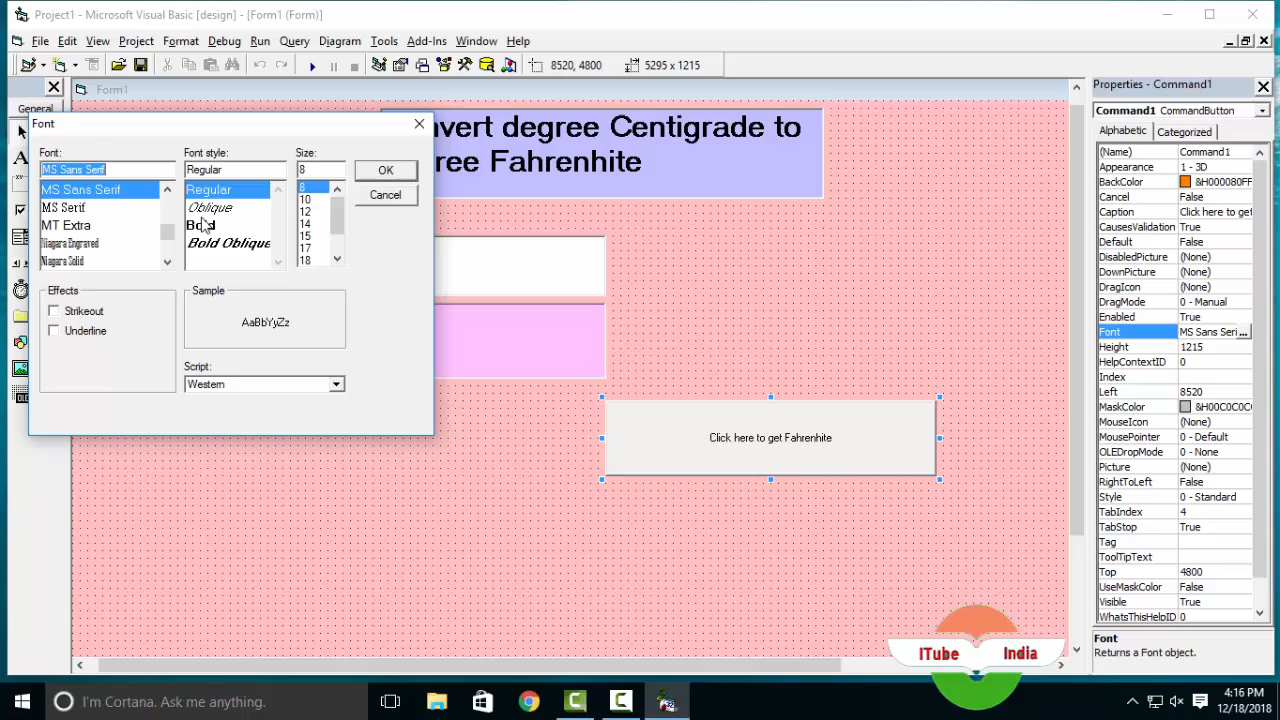 Project1 - Microsoft Visual Basic [design] - [Form1 (Form)]
File Edit View Project Format Debug Run Query Diagram Tools Add-Ins Window Help
8520, 4800 5295 x 1215
General
Form1
nvert degree Centigrade to
ree Fahrenhite
Font
Font: Font style: Size:
MS Sans Serif Regular 8
OK
MS Sans Serif Regular 8
Cancel
MS Serif Oblique 10
12
MT Extra Bold 14
Niagara Engraved Bold Oblique 15
17
Niagara Solid 18
Effects Sample
Strikeout
Underline
AaBbYyZz
Script:
Western
Click here to get Fahrenhite
Properties - Command1
Command1 CommandButton
Alphabetic Categorized
(Name) Command1
Appearance 1 - 3D
BackColor &H000080FF
Cancel False
Caption Click here to get
CausesValidation True
Default False
DisabledPicture (None)
DownPicture (None)
DragIcon (None)
DragMode 0 - Manual
Enabled True
Font MS Sans Seri ...
Height 1215
HelpContextID 0
Index
Left 8520
MaskColor &H00C0C0C
MouseIcon (None)
MousePointer 0 - Default
OLEDropMode 0 - None
Picture (None)
RightToLeft False
Style 0 - Standard
TabIndex 4
TabStop True
Tag
ToolTipText
Top 4800
UseMaskColor False
Visible True
WhatsThisHelpID 0
Font
Returns a Font object.
ITube India
I'm Cortana. Ask me anything.
4:16 PM
12/18/2018